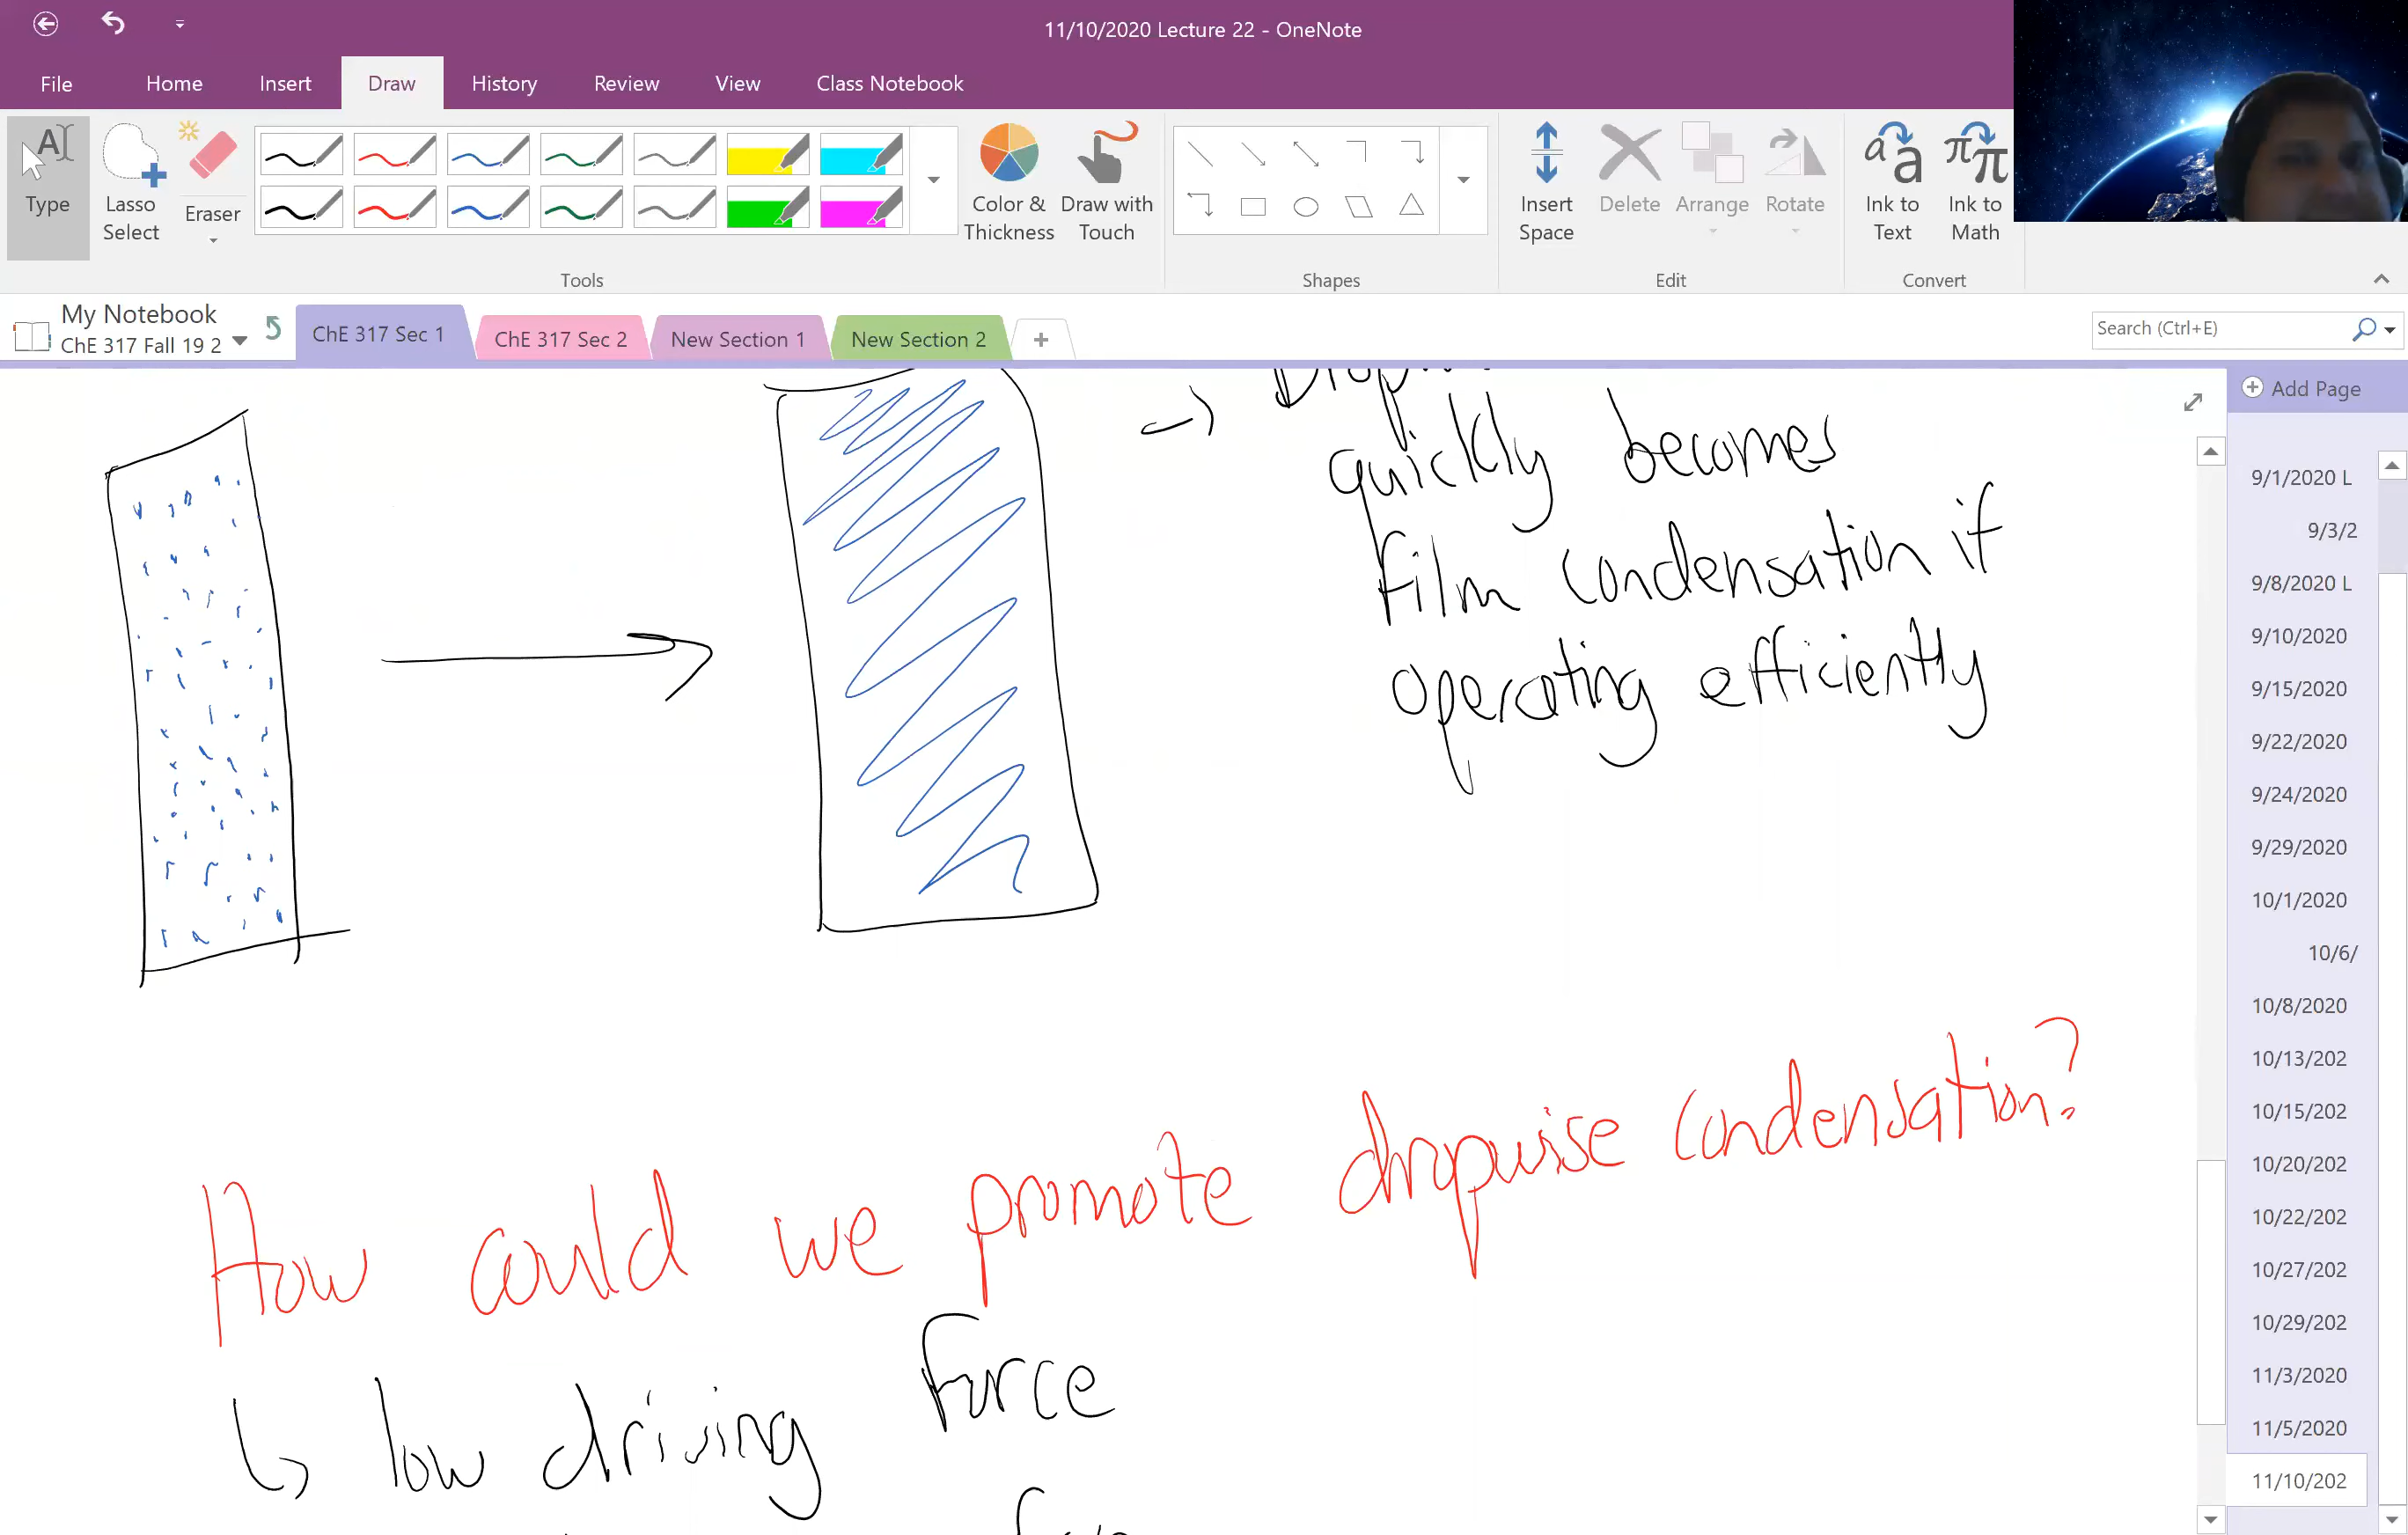 11/10/2020 Lecture 22 - OneNote
File Home Insert Draw History Review View Class Notebook
Type
Lasso Select
Eraser
Color & Thickness
Draw with Touch
Insert Space
Delete
Arrange
Rotate
Ink to Text
Ink to Math
Tools Shapes Edit Convert
My Notebook
ChE 317 Fall 19 2
ChE 317 Sec 1
ChE 317 Sec 2
New Section 1
New Section 2
+
Search (Ctrl+E)
quickly becomes
film condensation if
operating efficiently
How could we promote dropwise condensation?
low driving force
Add Page
9/1/2020 L
9/3/2
9/8/2020 L
9/10/2020
9/15/2020
9/22/2020
9/24/2020
9/29/2020
10/1/2020
10/6/
10/8/2020
10/13/202
10/15/202
10/20/202
10/22/202
10/27/202
10/29/202
11/3/2020
11/5/2020
11/10/202